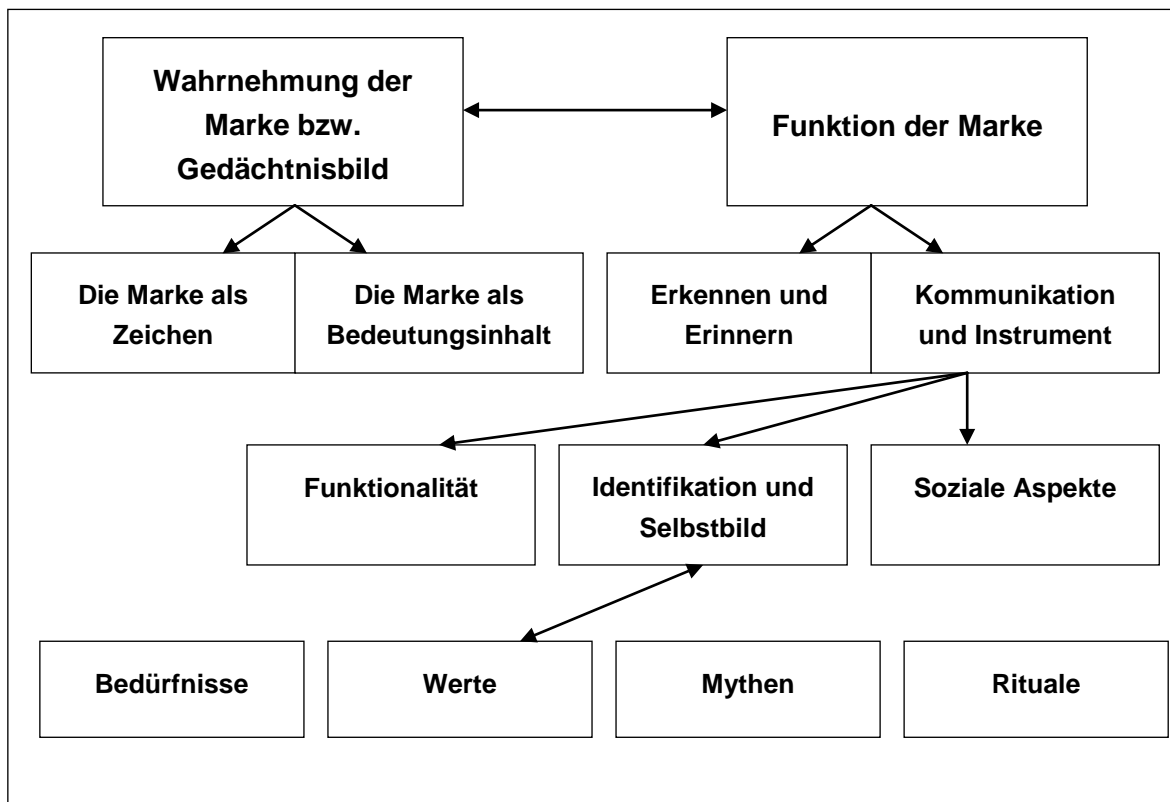 Wahrnehmung der
Marke bzw.
Gedächtnisbild
Funktion der Marke
Die Marke als
Zeichen
Die Marke als
Bedeutungsinhalt
Erkennen und
Erinnern
Kommunikation
und Instrument
Funktionalität
Identifikation und
Selbstbild
Soziale Aspekte
Bedürfnisse
Werte
Mythen
Rituale